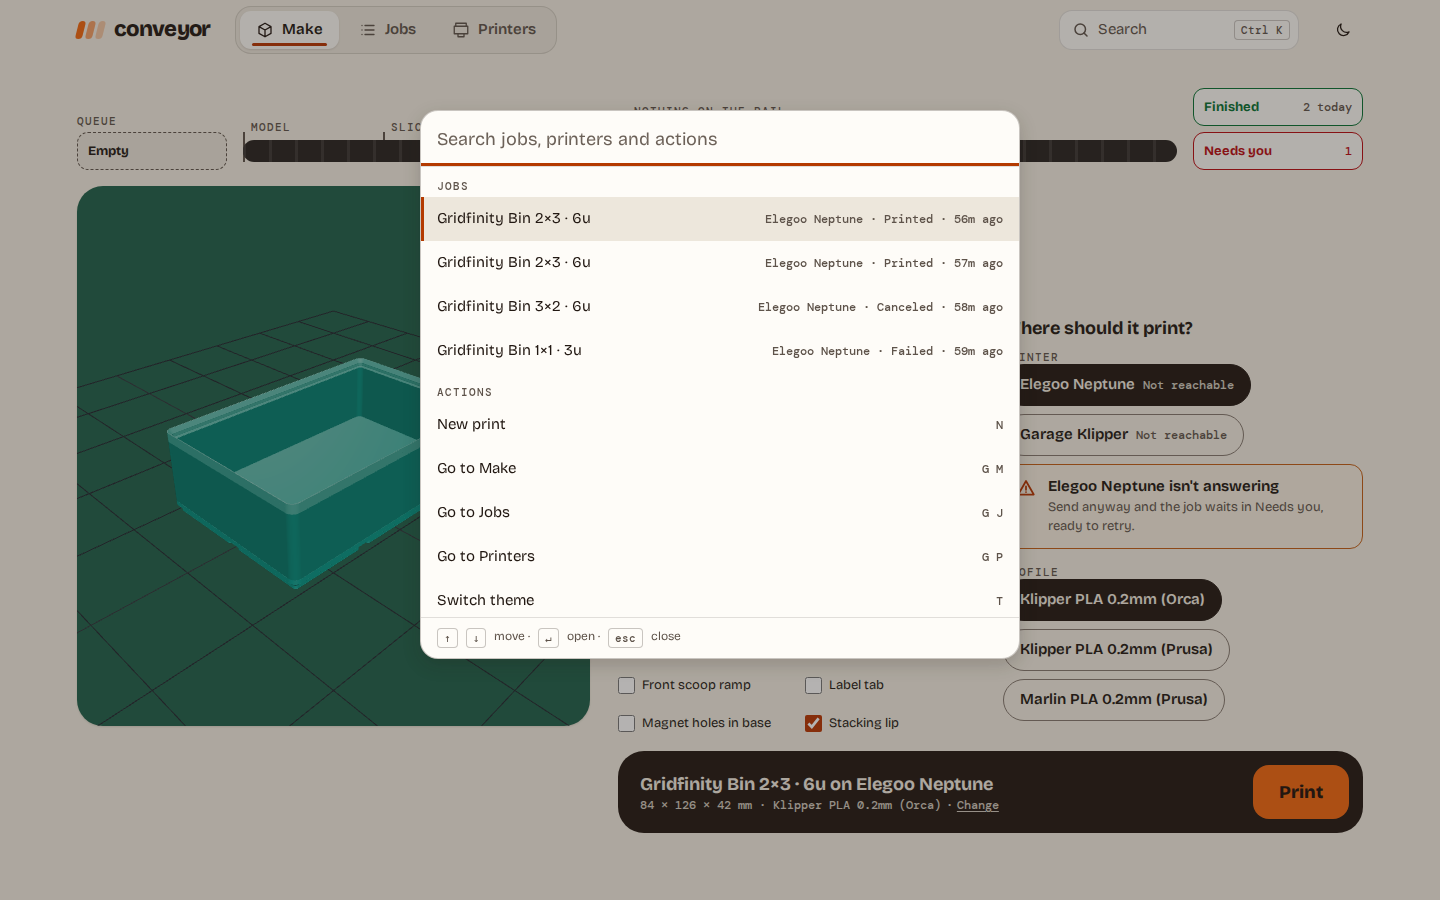 conveyor
Make
Jobs
Printers
Search
Ctrl K
QUEUE
Empty
MODEL
SLIC
NOTHING ON THE RAIL
Finished 2 today
Needs you 1
Search jobs, printers and actions
JOBS
Gridfinity Bin 2×3 · 6u Elegoo Neptune · Printed · 56m ago
Gridfinity Bin 2×3 · 6u Elegoo Neptune · Printed · 57m ago
Gridfinity Bin 3×2 · 6u Elegoo Neptune · Canceled · 58m ago
Gridfinity Bin 1×1 · 3u Elegoo Neptune · Failed · 59m ago
ACTIONS
New print N
Go to Make G M
Go to Jobs G J
Go to Printers G P
Switch theme T
↑ ↓ move · ↵ open · esc close
here should it print?
INTER
Elegoo Neptune Not reachable
Garage Klipper Not reachable
Elegoo Neptune isn't answering
Send anyway and the job waits in Needs you,
ready to retry.
OFILE
Klipper PLA 0.2mm (Orca)
Klipper PLA 0.2mm (Prusa)
Marlin PLA 0.2mm (Prusa)
Front scoop ramp
Label tab
Magnet holes in base
Stacking lip
Gridfinity Bin 2×3 · 6u on Elegoo Neptune
84 × 126 × 42 mm · Klipper PLA 0.2mm (Orca) · Change
Print